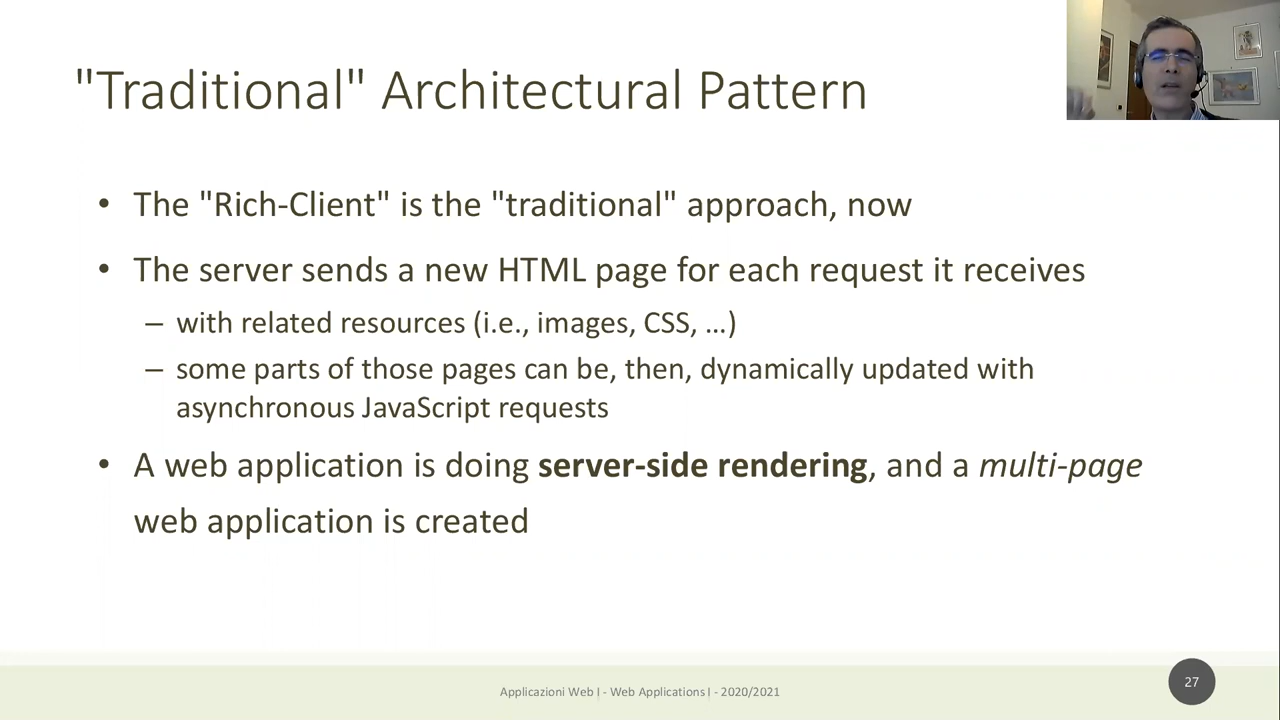 "Traditional" Architectural Pattern
• The "Rich-Client" is the "traditional" approach, now
• The server sends a new HTML page for each request it receives
– with related resources (i.e., images, CSS, …)
– some parts of those pages can be, then, dynamically updated with
asynchronous JavaScript requests
• A web application is doing server-side rendering, and a multi-page
web application is created
Applicazioni Web I - Web Applications I - 2020/2021
27